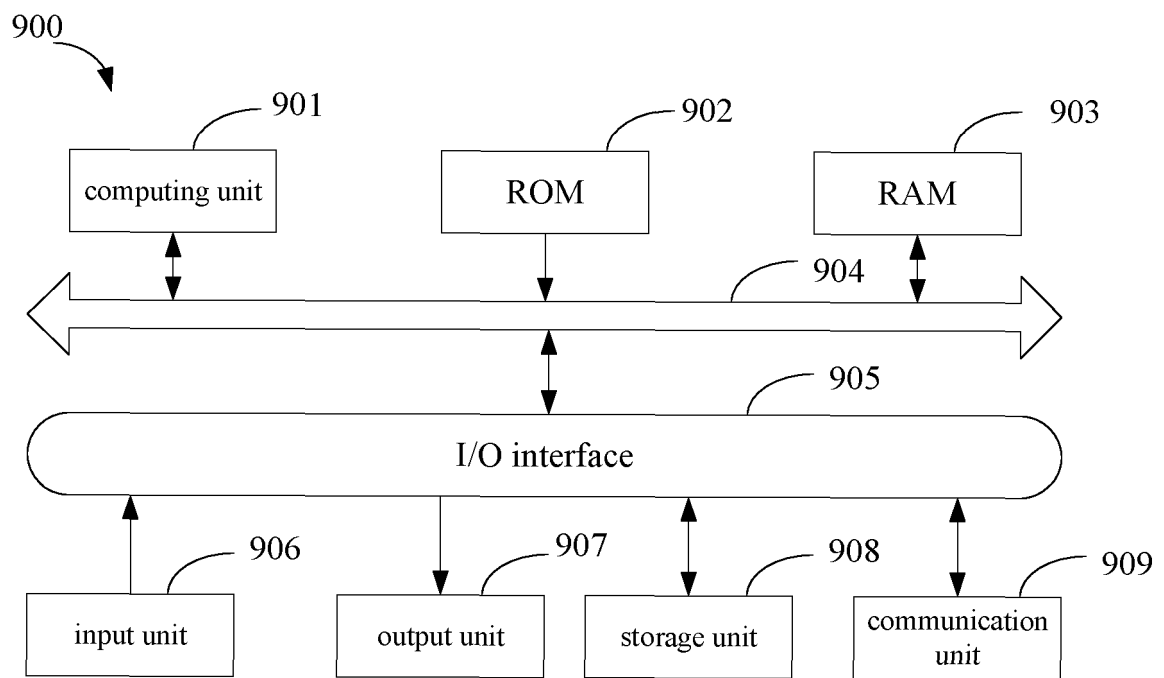 900
901
902
903
computing unit
ROM
RAM
904
905
I/O interface
906
907
908
909
input unit
output unit
storage unit
communication
unit